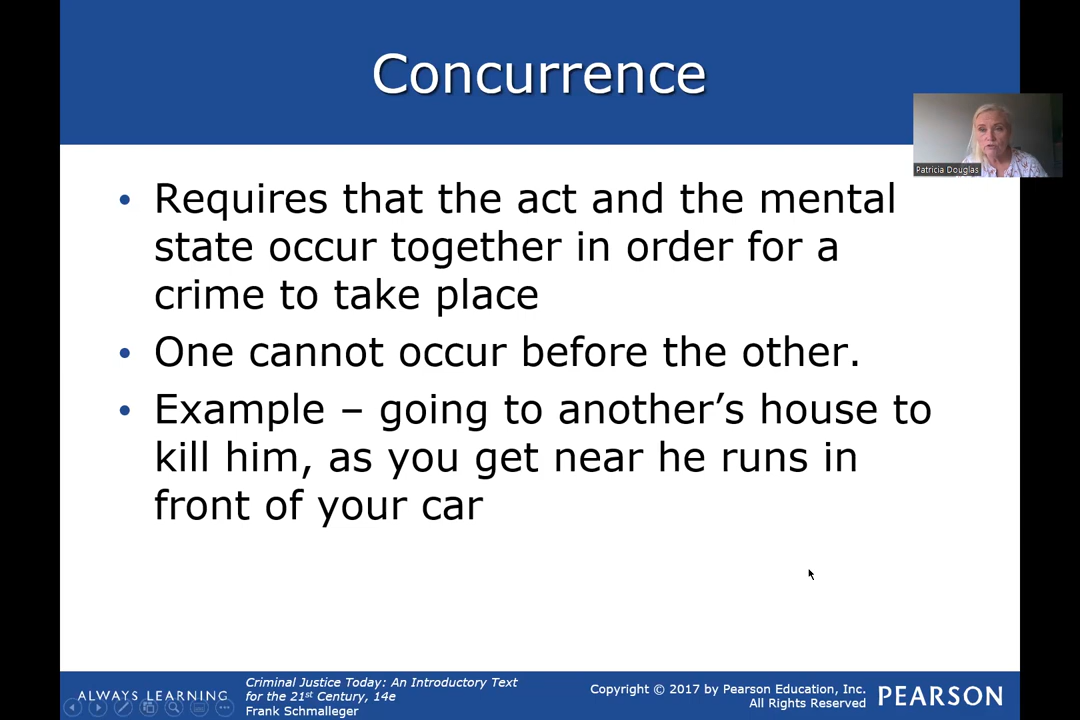 Concurrence
Patricia Douglas
• Requires that the act and the mental
state occur together in order for a
crime to take place
• One cannot occur before the other.
• Example – going to another’s house to
kill him, as you get near he runs in
front of your car
ALWAYS LEARNING
Criminal Justice Today: An Introductory Text
for the 21st Century, 14e
Frank Schmalleger
Copyright © 2017 by Pearson Education, Inc.
All Rights Reserved
PEARSON